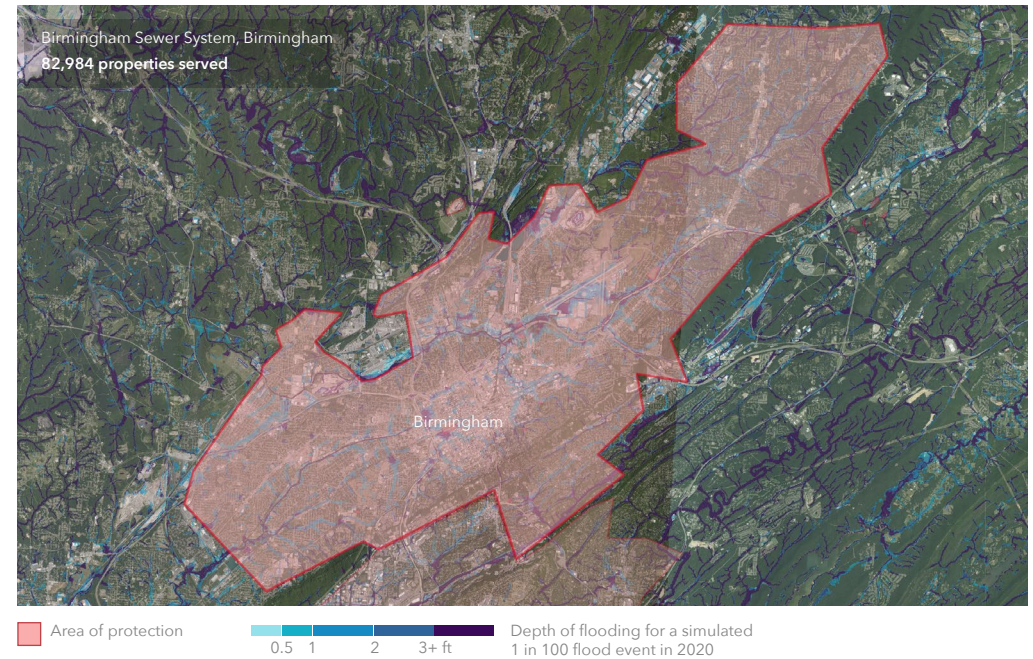 Birmingham Sewer System, Birmingham
82,984 properties served
Birmingham
Area of protection
0.5 1 2 3+ ft
Depth of flooding for a simulated
1 in 100 flood event in 2020